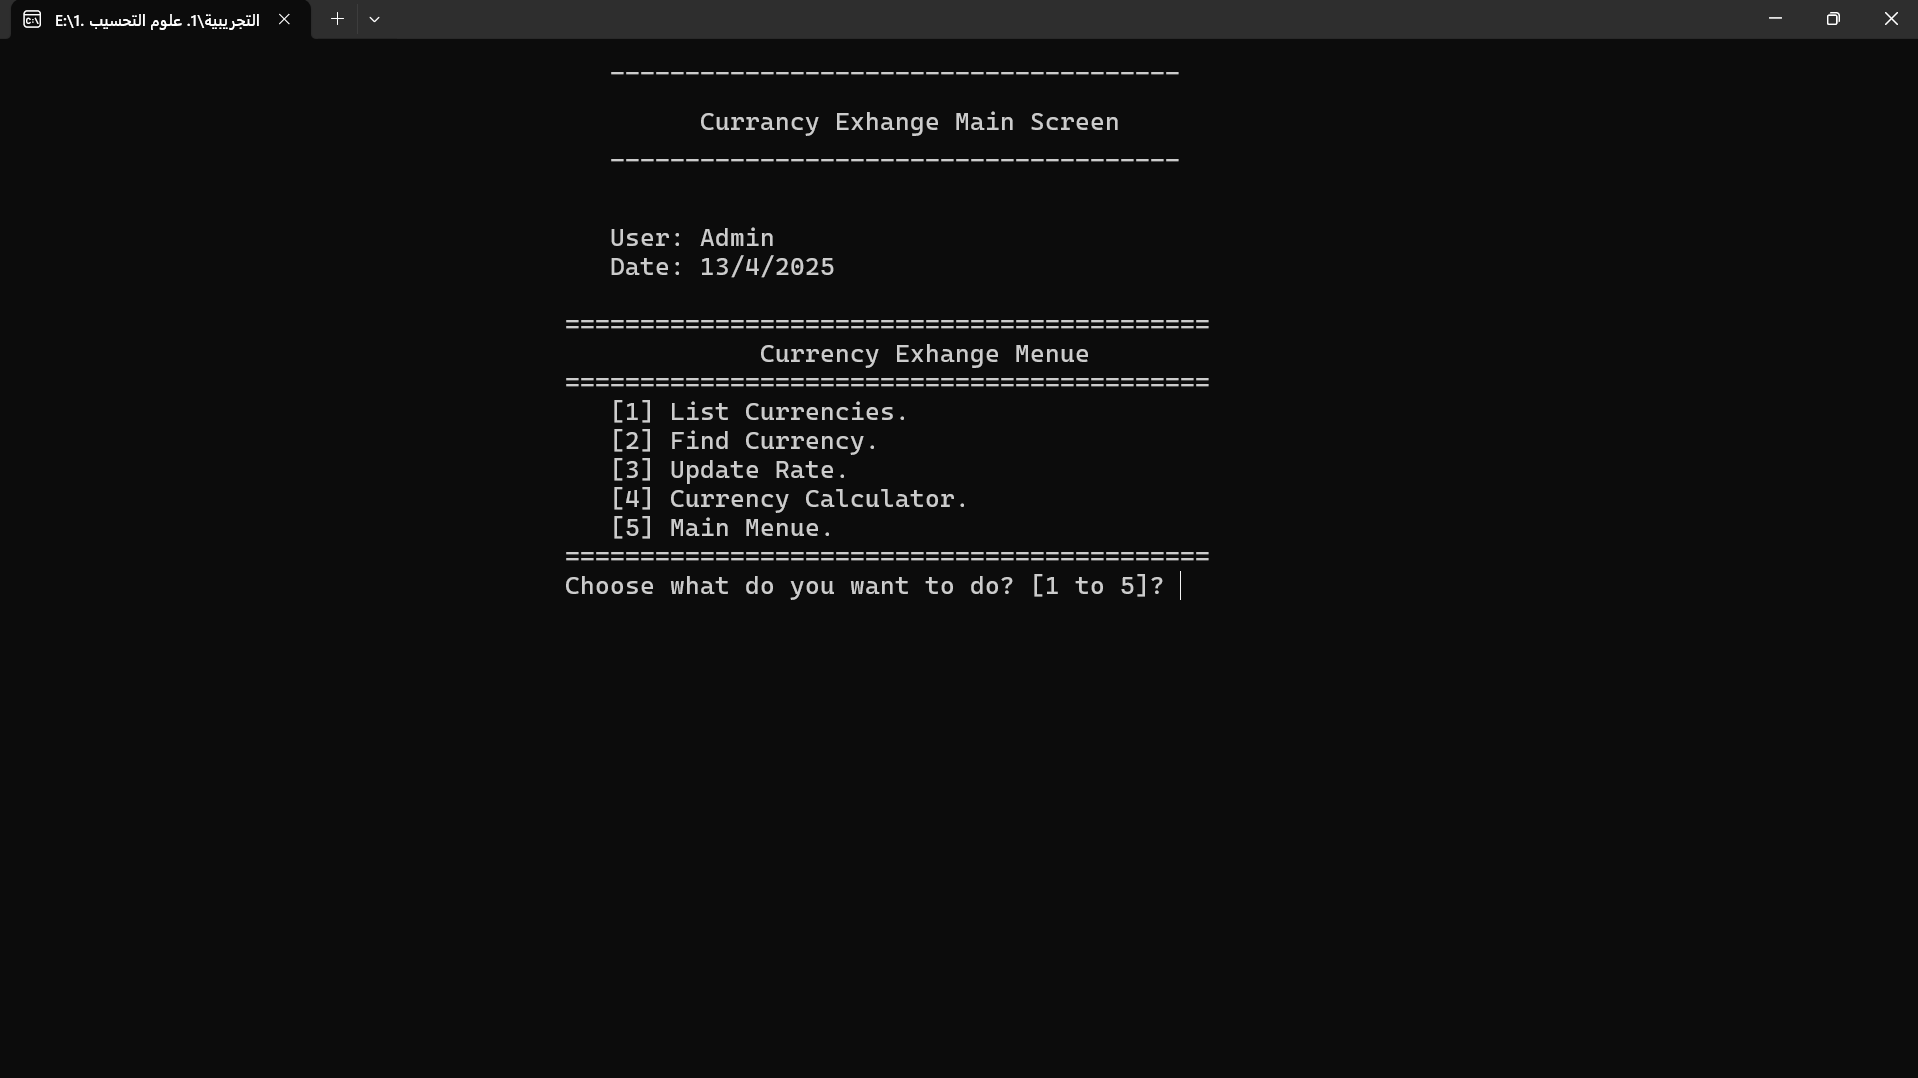 E:\1. علوم التحسيب .1\التجريبية
-------------------------------------
Currancy Exhange Main Screen
-------------------------------------
User: Admin
Date: 13/4/2025
===========================================
Currency Exhange Menue
===========================================
[1] List Currencies.
[2] Find Currency.
[3] Update Rate.
[4] Currency Calculator.
[5] Main Menue.
===========================================
Choose what do you want to do? [1 to 5]?